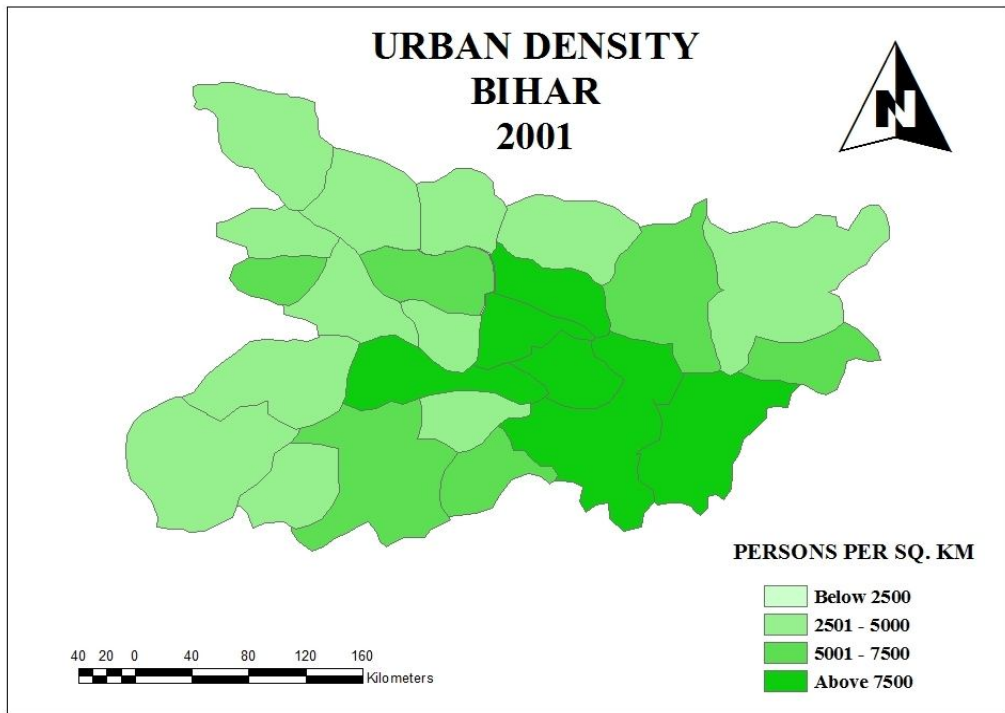 URBAN DENSITY
BIHAR
2001
N
PERSONS PER SQ. KM
Below 2500
2501 - 5000
5001 - 7500
Above 7500
40 20 0 40 80 120 160
Kilometers